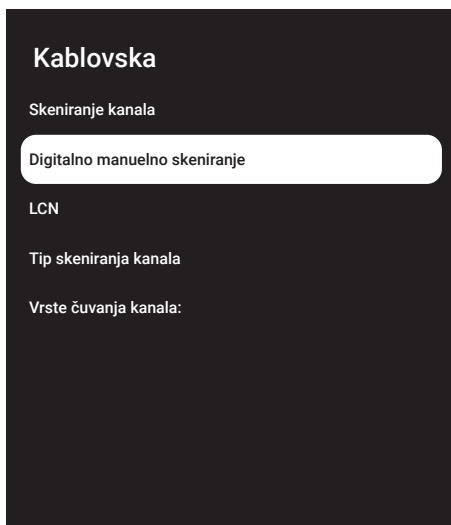 Kablovska
Skeniranje kanala
Digitalno manuelno skeniranje
LCN
Tip skeniranja kanala
Vrste čuvanja kanala: